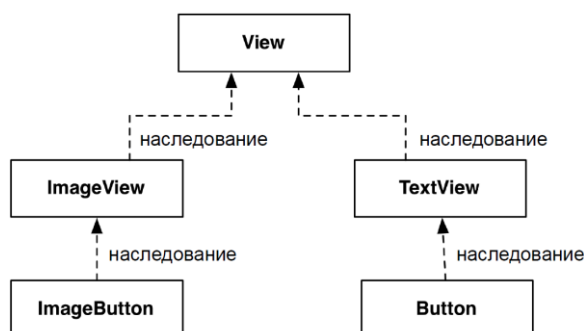 View
наследование
наследование
ImageView
TextView
наследование
наследование
ImageButton
Button